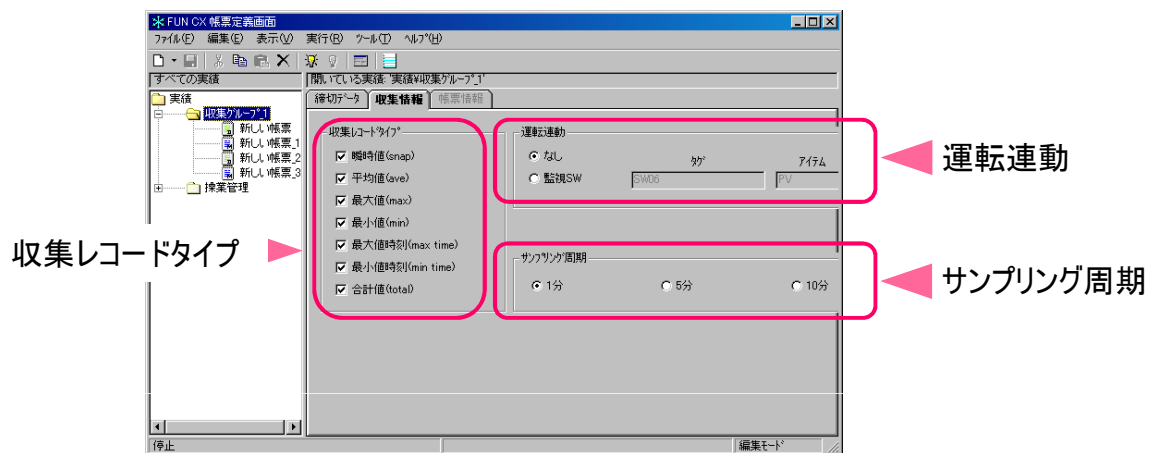 FUN CX 帳票定義画面
ファイル(F) 編集(E) 表示(V) 実行(R) ツール(T) ヘルプ(H)
すべての実績
開いている実績: '実績¥収集グループ_1'
実績
収集グループ_1
新しい帳票
新しい帳票_1
新しい帳票_2
新しい帳票_3
操業管理
締切データ 収集情報 帳票情報
収集レコードタイプ
瞬時値(snap)
平均値(ave)
最大値(max)
最小値(min)
最大値時刻(max time)
最小値時刻(min time)
合計値(total)
運転連動
なし
監視SW
タグ
アイテム
SW06
PV
サンプリング周期
1分 5分 10分
停止
編集モード
収集レコードタイプ
運転連動
サンプリング周期